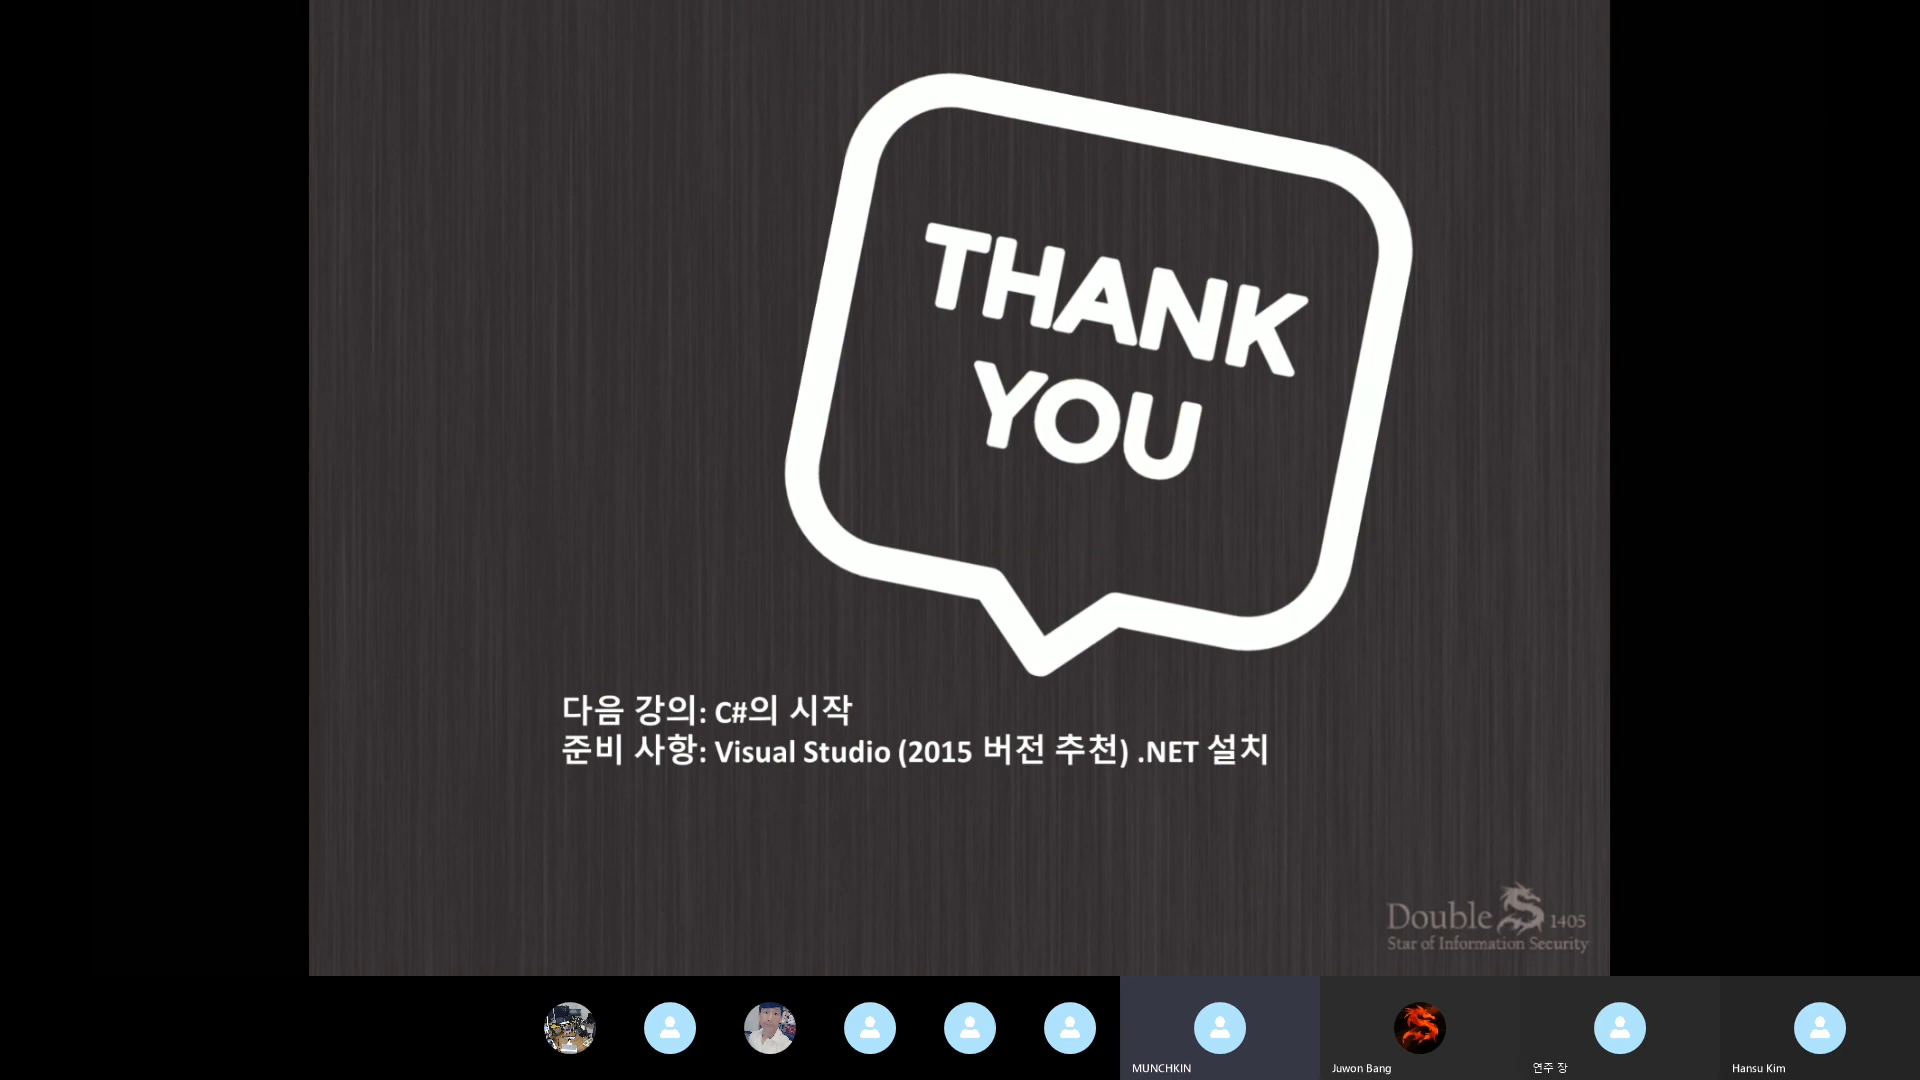 THANK
YOU
다음 강의: C#의 시작
준비 사항: Visual Studio (2015 버전 추천) .NET 설치
Double S 1405
Star of Information Security
MUNCHKIN
Juwon Bang
연주 장
Hansu Kim